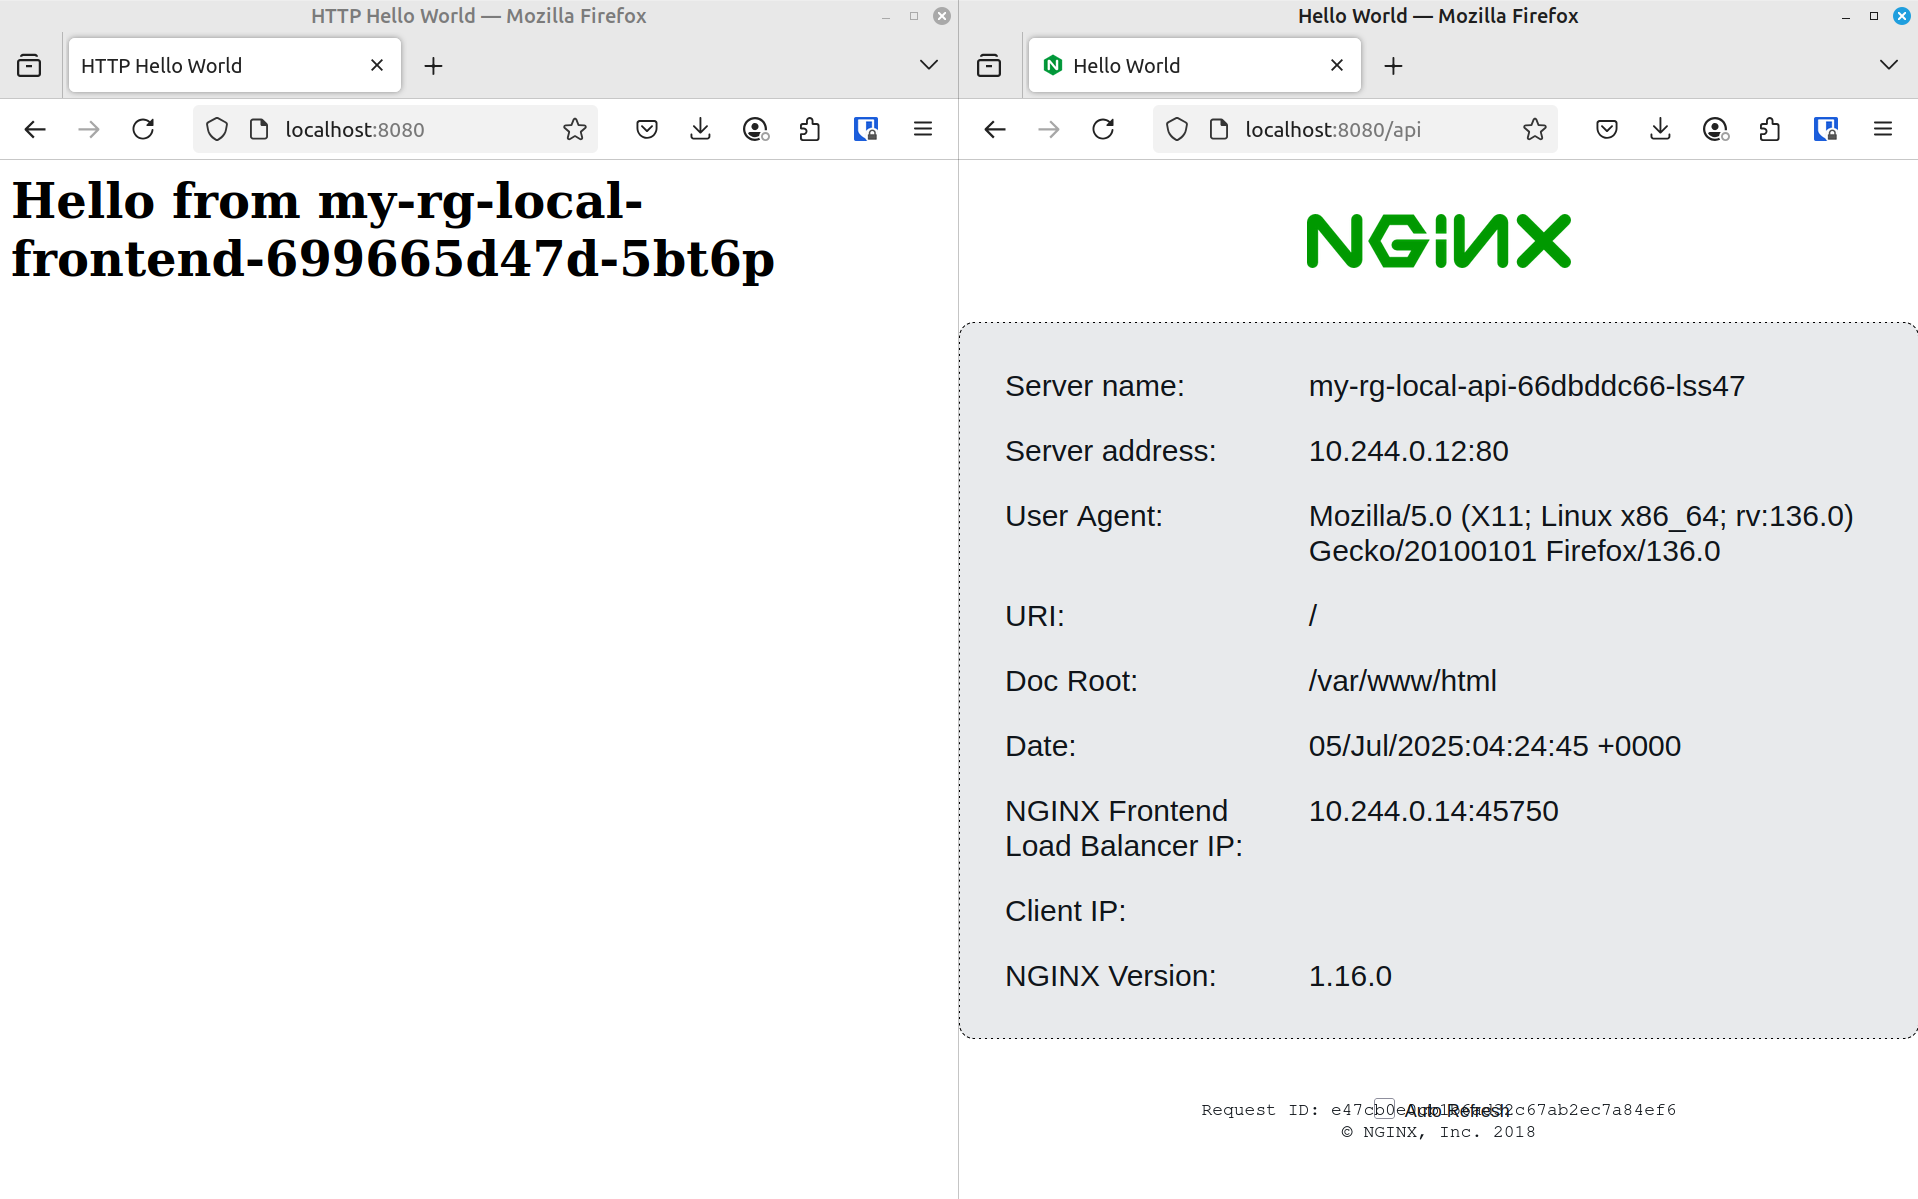 HTTP Hello World — Mozilla Firefox
HTTP Hello World
localhost:8080
Hello from my-rg-local-
frontend-699665d47d-5bt6p
Hello World — Mozilla Firefox
N Hello World
localhost:8080/api
NGINX
Server name: my-rg-local-api-66dbddc66-lss47
Server address: 10.244.0.12:80
User Agent: Mozilla/5.0 (X11; Linux x86_64; rv:136.0)
Gecko/20100101 Firefox/136.0
URI: /
Doc Root: /var/www/html
Date: 05/Jul/2025:04:24:45 +0000
NGINX Frontend 10.244.0.14:45750
Load Balancer IP:
Client IP:
NGINX Version: 1.16.0
Auto Refresh
Request ID:
© NGINX, Inc. 2018